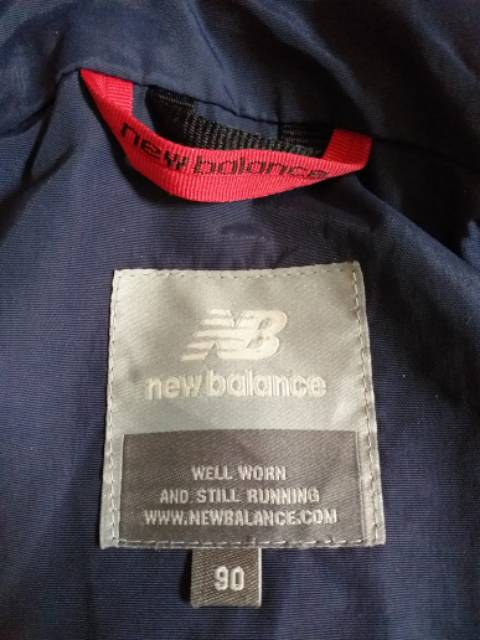 new balance
NB
new balance
WELL WORN
AND STILL RUNNING
WWW.NEWBALANCE.COM
90